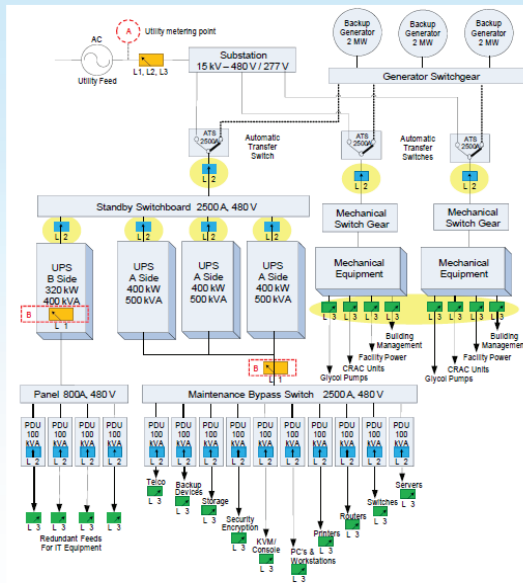 AC
A
Utility metering point
Utility Feed
L1, L2, L3
Substation
15 kV – 480 V / 277 V
Backup
Generator
2 MW
Backup
Generator
2 MW
Backup
Generator
2 MW
Generator Switchgear
ATS
2500A
Automatic
Transfer
Switch
ATS
2500A
Automatic
Transfer
Switches
ATS
2500A
L 2
L 2
L 2
Standby Switchboard 2500 A, 480 V
Mechanical
Switch Gear
Mechanical
Switch Gear
L 2
L 2
L 2
L 2
UPS
B Side
320 kW
400 kVA
B
L 1
UPS
A Side
400 kW
500 kVA
UPS
A Side
400 kW
500 kVA
UPS
A Side
400 kW
500 kVA
Mechanical
Equipment
Mechanical
Equipment
L 3
L 3
L 3
L 3
L 3
L 3
L 3
L 3
Building
Management
Facility Power
CRAC Units
Glycol Pumps
Building
Management
Facility Power
CRAC Units
Glycol Pumps
B
L 1
Panel 800A, 480 V
Maintenance Bypass Switch 2500 A, 480 V
PDU
100
kVA
L 2
PDU
100
kVA
L 2
PDU
100
kVA
L 2
PDU
100
kVA
L 2
PDU
100
kVA
L 2
PDU
100
kVA
L 2
PDU
100
kVA
L 2
PDU
100
kVA
L 2
PDU
100
kVA
L 2
PDU
100
kVA
L 2
PDU
100
kVA
L 2
PDU
100
kVA
L 2
PDU
100
kVA
L 2
PDU
100
kVA
L 2
L 3
L 3
L 3
L 3
Redundant Feeds
For IT Equipment
Telco
L 3
Backup
Devices
L 3
Storage
L 3
Security
Encryption
L 3
KVM/
Console
L 3
PC's &
Workstations
L 3
Printers
L 3
Routers
L 3
Switches
L 3
Servers
L 3